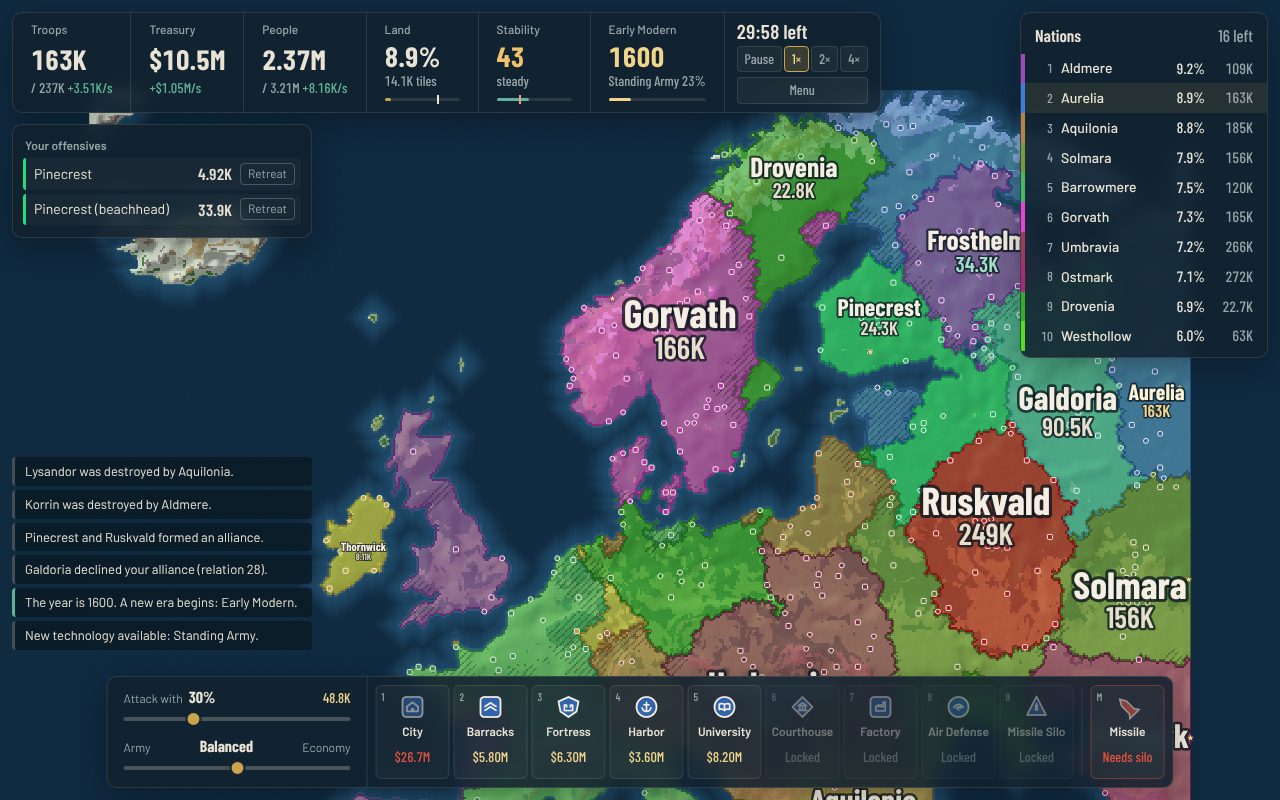 Troops
163K
/ 237K +3.51K/s
Treasury
$10.5M
+$1.05M/s
People
2.37M
/ 3.21M +8.16K/s
Land
8.9%
14.1K tiles
Stability
43
steady
Early Modern
1600
Standing Army 23%
29:58 left
Pause 1× 2× 4×
Menu
Nations 16 left
1 Aldmere 9.2% 109K
2 Aurelia 8.9% 163K
3 Aquilonia 8.8% 185K
4 Solmara 7.9% 156K
5 Barrowmere 7.5% 120K
6 Gorvath 7.3% 165K
7 Umbravia 7.2% 266K
8 Ostmark 7.1% 272K
9 Drovenia 6.9% 22.7K
10 Westhollow 6.0% 63K
Your offensives
Pinecrest 4.92K Retreat
Pinecrest (beachhead) 33.9K Retreat
Drovenia
22.8K
Frosthelm
34.3K
Gorvath
166K
Pinecrest
24.3K
Galdoria
90.5K
Aurelia
163K
Ruskvald
249K
Solmara
156K
Thornwick
Lysandor was destroyed by Aquilonia.
Korrin was destroyed by Aldmere.
Pinecrest and Ruskvald formed an alliance.
Galdoria declined your alliance (relation 28).
The year is 1600. A new era begins: Early Modern.
New technology available: Standing Army.
Attack with 30% 48.8K
Army Balanced Economy
1 City $26.7M
2 Barracks $5.80M
3 Fortress $6.30M
4 Harbor $3.60M
5 University $8.20M
6 Courthouse Locked
7 Factory Locked
8 Air Defense Locked
9 Missile Silo Locked
M Missile Needs silo
Aquilonia